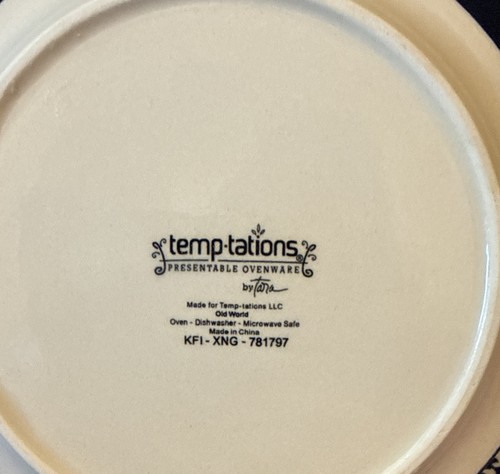 temp-tations®
PRESENTABLE OVENWARE
by Tara
Made for Temp-tations LLC
Old World
Oven - Dishwasher - Microwave Safe
Made in China
KFI - XNG - 781797